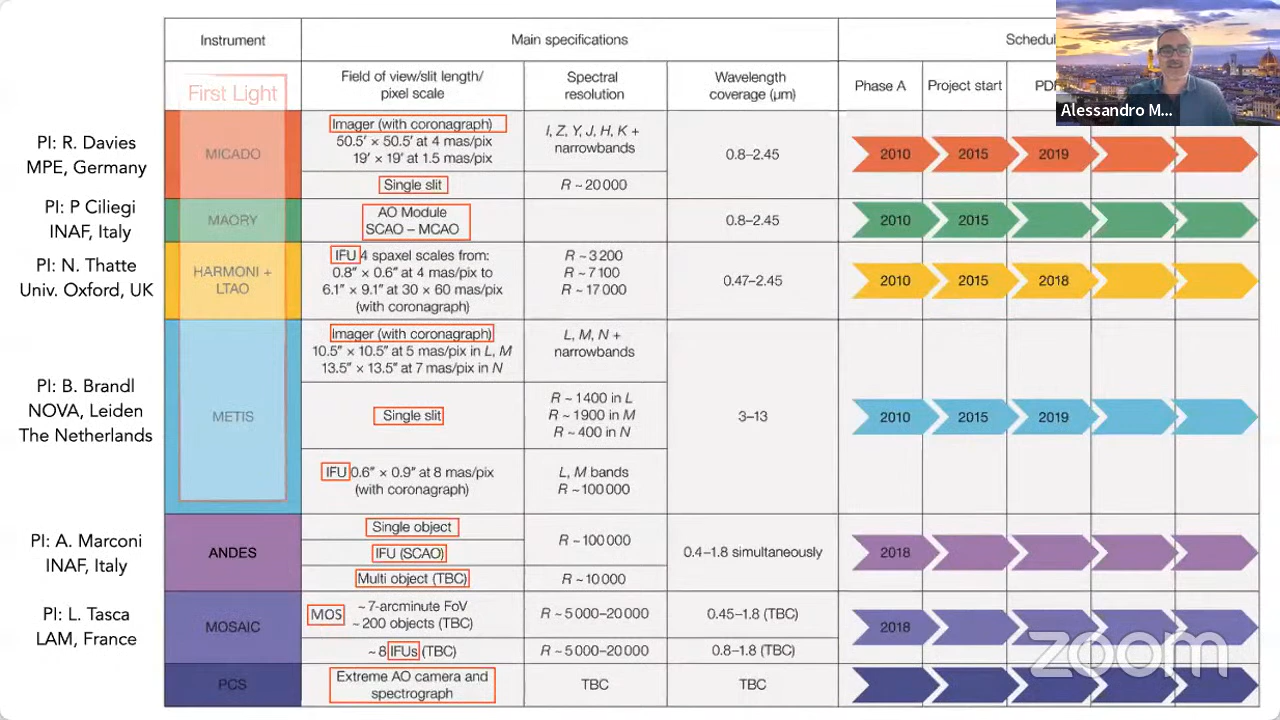 Instrument
Main specifications
Field of view/slit length/
pixel scale
Spectral
resolution
Wavelength
coverage (µm)
Phase A
Project start
Alessandro M...
First Light
PI: R. Davies
MPE, Germany
MICADO
Imager (with coronagraph)
50.5′ × 50.5′ at 4 mas/pix
19′ × 19′ at 1.5 mas/pix
I, Z, Y, J, H, K +
narrowbands
Single slit
R ~ 20 000
0.8–2.45
2010
2015
2019
PI: P Ciliegi
INAF, Italy
MAORY
AO Module
SCAO – MCAO
0.8–2.45
2010
2015
PI: N. Thatte
Univ. Oxford, UK
HARMONI +
LTAO
IFU 4 spaxel scales from:
0.8″ × 0.6″ at 4 mas/pix to
6.1″ × 9.1″ at 30 × 60 mas/pix
(with coronagraph)
R ~ 3 200
R ~ 7 100
R ~ 17 000
0.47–2.45
2010
2015
2018
PI: B. Brandl
NOVA, Leiden
The Netherlands
METIS
Imager (with coronagraph)
10.5″ × 10.5″ at 5 mas/pix in L, M
13.5″ × 13.5″ at 7 mas/pix in N
L, M, N +
narrowbands
Single slit
R ~ 1400 in L
R ~ 1900 in M
R ~ 400 in N
IFU 0.6″ × 0.9″ at 8 mas/pix
(with coronagraph)
L, M bands
R ~ 100 000
3–13
2010
2015
2019
PI: A. Marconi
INAF, Italy
ANDES
Single object
IFU (SCAO)
R ~ 100 000
Multi object (TBC)
R ~ 10 000
0.4–1.8 simultaneously
2018
PI: L. Tasca
LAM, France
MOSAIC
MOS ~ 7-arcminute FoV
~ 200 objects (TBC)
R ~ 5 000–20 000
0.45–1.8 (TBC)
~ 8 IFUs (TBC)
R ~ 5 000–20 000
0.8–1.8 (TBC)
2018
PCS
Extreme AO camera and
spectrograph
TBC
TBC
zoom